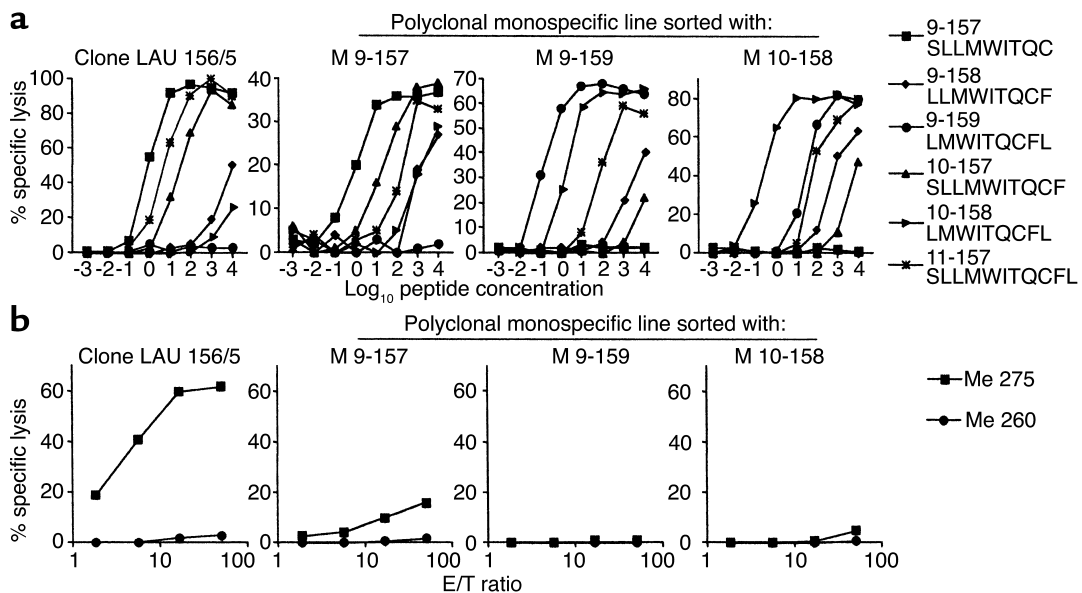 a
Polyclonal monospecific line sorted with:
Clone LAU 156/5
M 9-157
M 9-159
M 10-158
% specific lysis
100
80
60
40
20
0
-3 -2 -1 0 1 2 3 4
40
30
20
10
0
-3 -2 -1 0 1 2 3 4
70
60
50
40
30
20
10
0
-3 -2 -1 0 1 2 3 4
80
60
40
20
0
-3 -2 -1 0 1 2 3 4
Log10 peptide concentration
9-157
SLLMWITQC
9-158
LLMWITQCF
9-159
LMWITQCFL
10-157
SLLMWITQCF
10-158
LMWITQCFL
11-157
SLLMWITQCFL
b
Polyclonal monospecific line sorted with:
Clone LAU 156/5
M 9-157
M 9-159
M 10-158
% specific lysis
60
40
20
0
1 10 100
60
40
20
0
1 10 100
60
40
20
0
1 10 100
60
40
20
0
1 10 100
E/T ratio
Me 275
Me 260